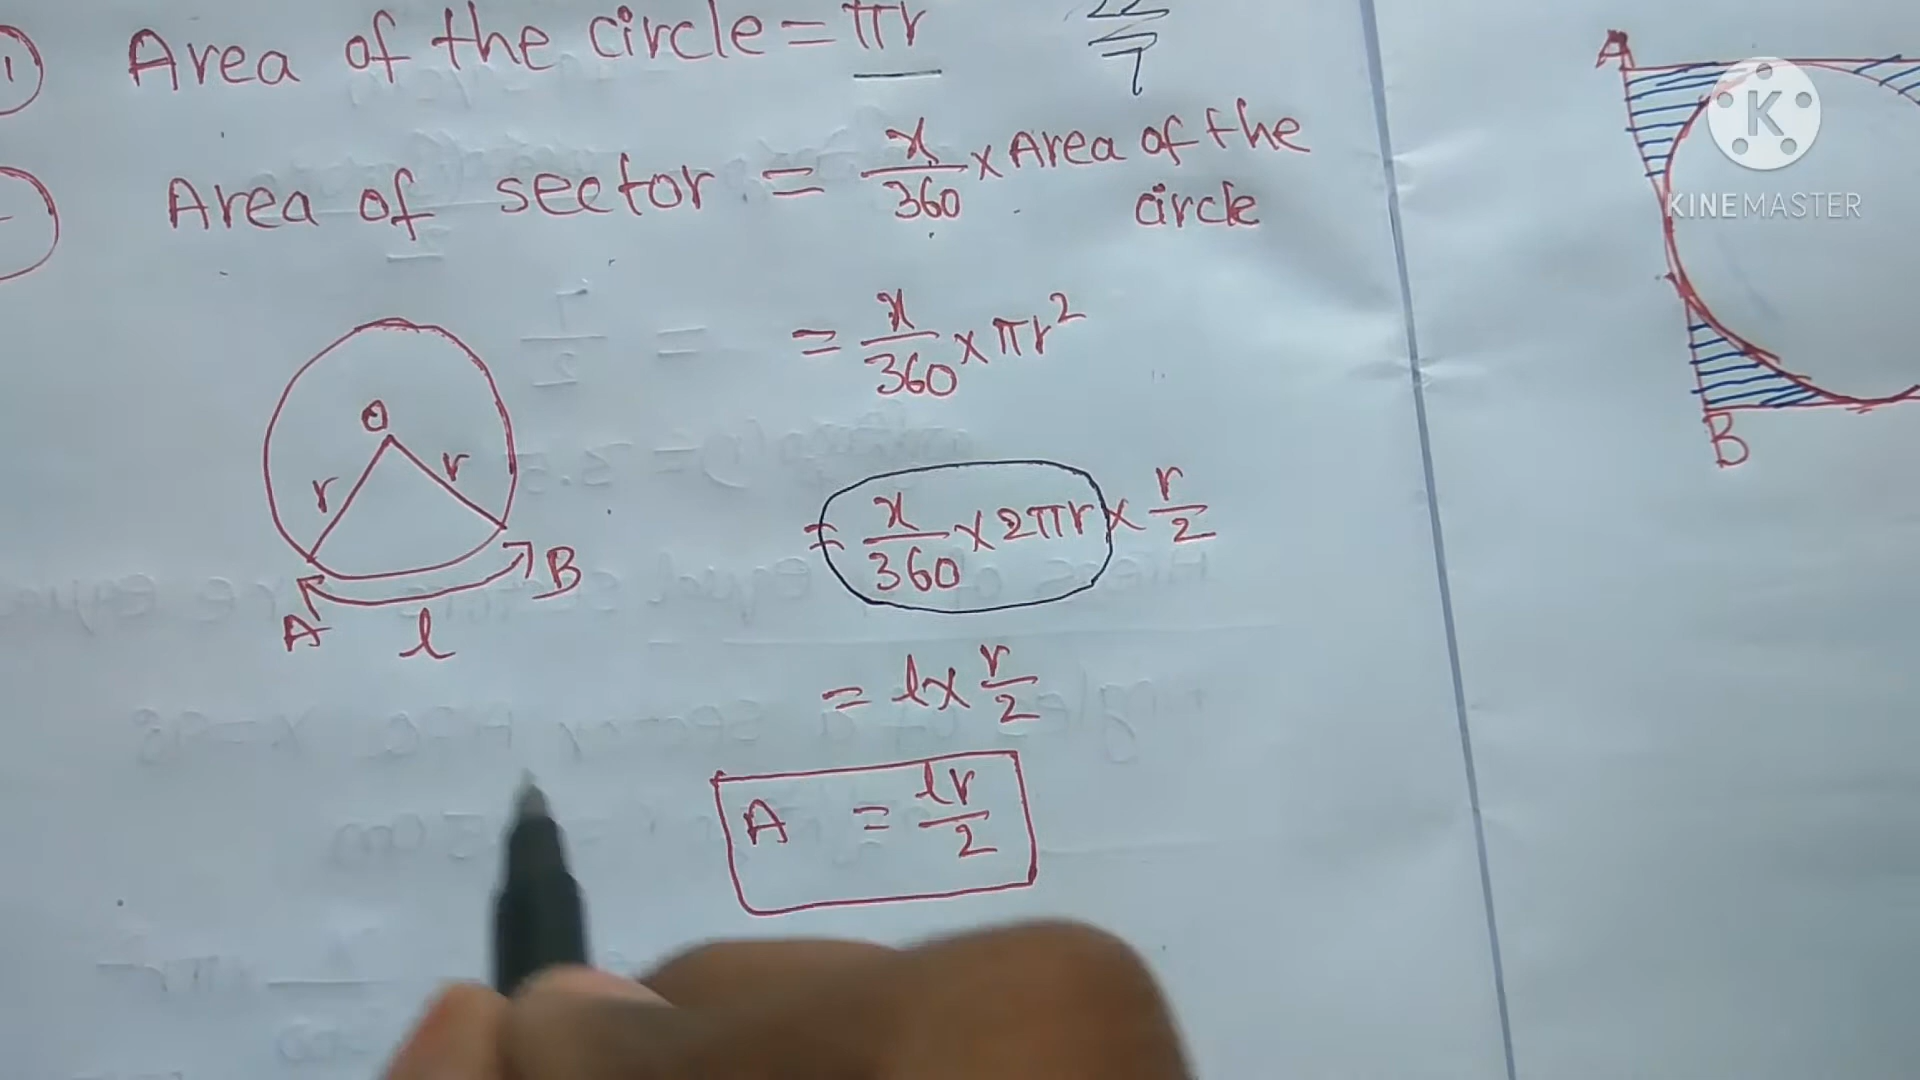 1 Area of the circle = πr 22/7
Area of sector = x/360 × Area of the circle
= x/360 × πr²
= x/360 × 2πr × r/2
= l × r/2
A = lr/2
O
r r
A B
l
A
B
K
KINEMASTER